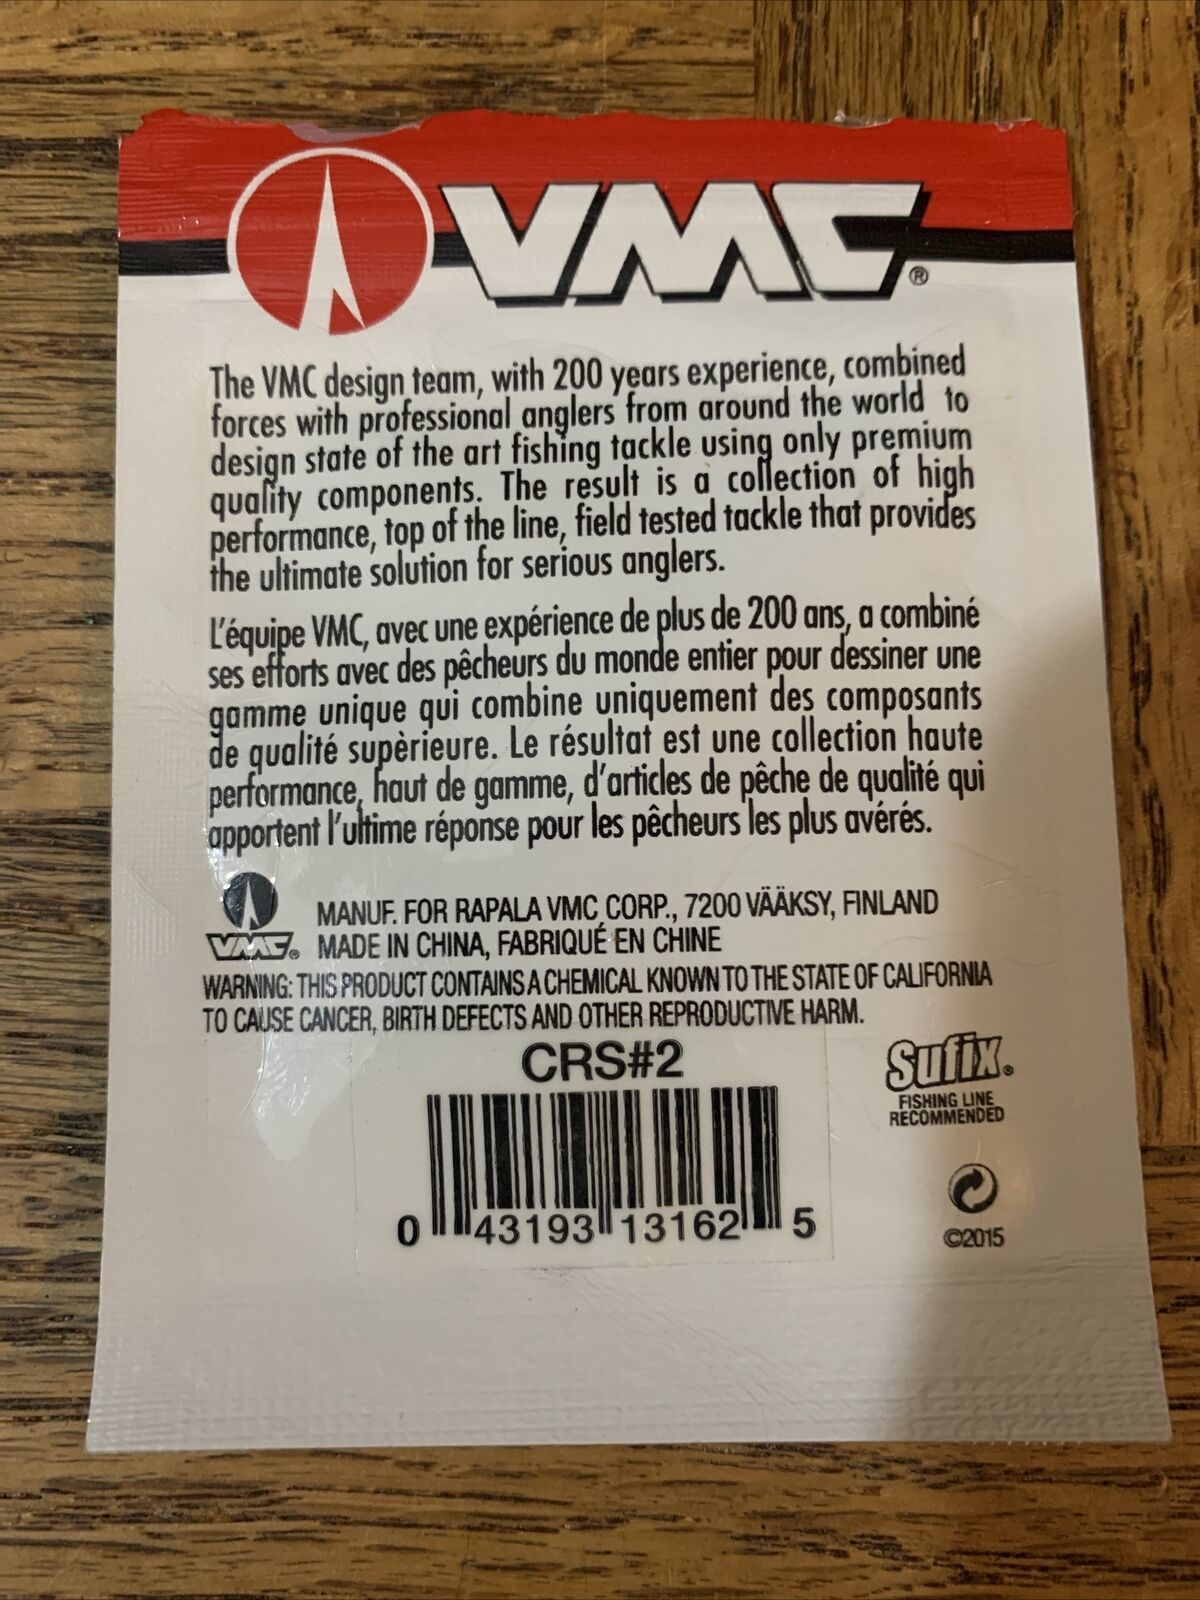 VMC®
The VMC design team, with 200 years experience, combined
forces with professional anglers from around the world to
design state of the art fishing tackle using only premium
quality components. The result is a collection of high
performance, top of the line, field tested tackle that provides
the ultimate solution for serious anglers.
L'équipe VMC, avec une expérience de plus de 200 ans, a combiné
ses efforts avec des pêcheurs du monde entier pour dessiner une
gamme unique qui combine uniquement des composants
de qualité supèrieure. Le résultat est une collection haute
performance, haut de gamme, d'articles de pêche de qualité qui
apportent l'ultime réponse pour les pêcheurs les plus avérés.
MANUF. FOR RAPALA VMC CORP., 7200 VÄÄKSY, FINLAND
VMC® MADE IN CHINA, FABRIQUÉ EN CHINE
WARNING: THIS PRODUCT CONTAINS A CHEMICAL KNOWN TO THE STATE OF CALIFORNIA
TO CAUSE CANCER, BIRTH DEFECTS AND OTHER REPRODUCTIVE HARM.
CRS#2
0 43193 13162 5
Sufix®
FISHING LINE
RECOMMENDED
©2015